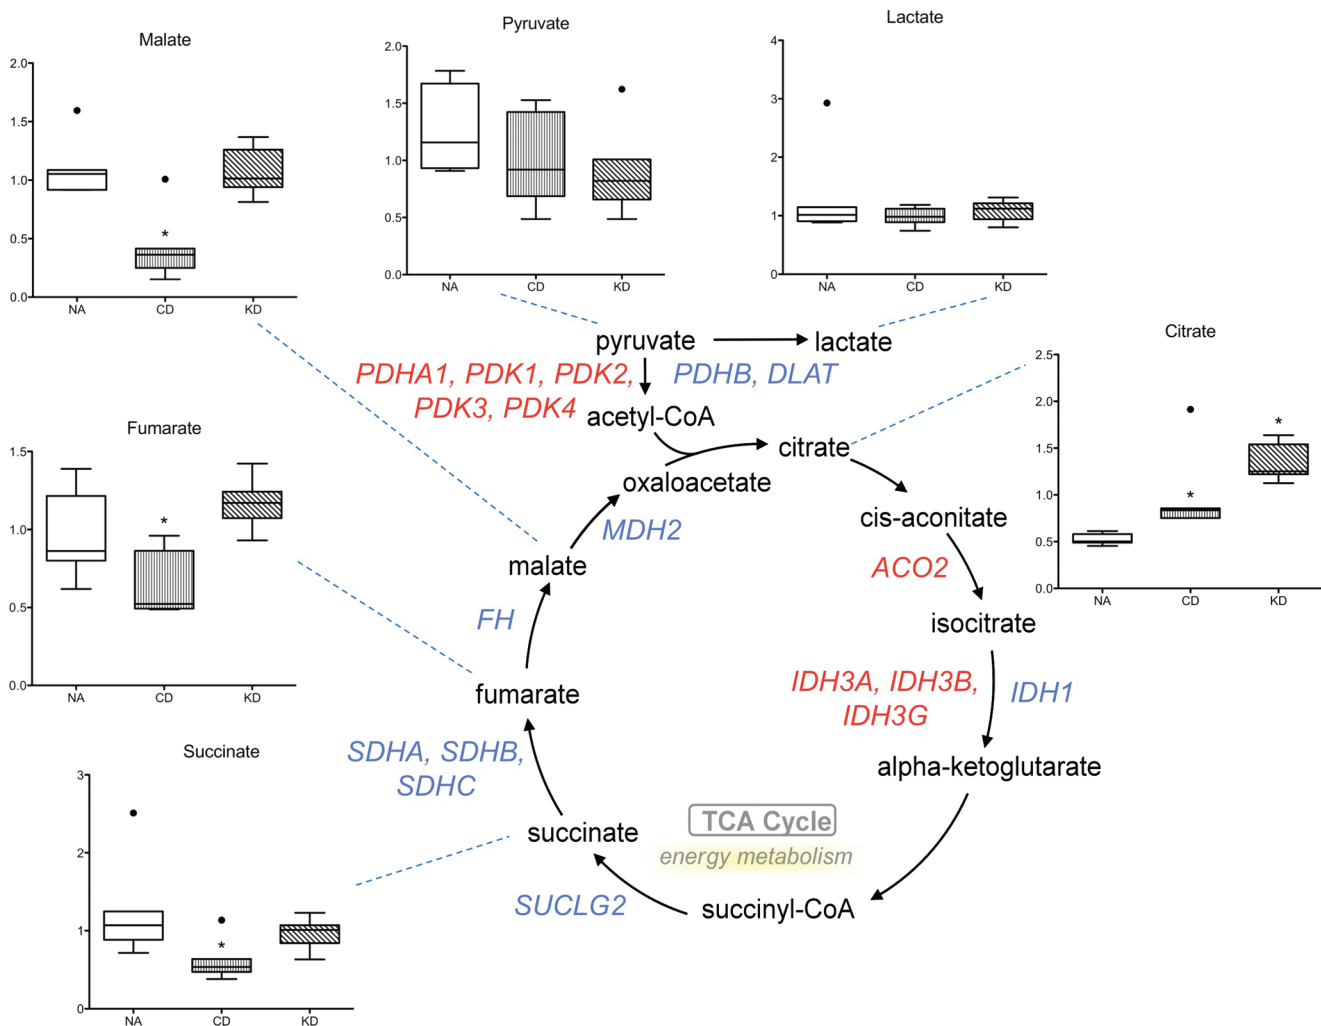 Malate
2.0
1.5
1.0
0.5
0.0
*
NA CD KD
Pyruvate
2.0
1.5
1.0
0.5
0.0
NA CD KD
Lactate
4
3
2
1
0
NA CD KD
Citrate
2.5
2.0
1.5
1.0
0.5
0.0
*
*
NA CD KD
Fumarate
1.5
1.0
0.5
0.0
*
NA CD KD
Succinate
3
2
1
0
*
NA CD KD
pyruvate
lactate
PDHA1, PDK1, PDK2,
PDK3, PDK4
PDHB, DLAT
acetyl-CoA
citrate
oxaloacetate
cis-aconitate
MDH2
ACO2
malate
isocitrate
FH
IDH3A, IDH3B,
IDH3G
IDH1
fumarate
alpha-ketoglutarate
SDHA, SDHB,
SDHC
succinate
TCA Cycle
energy metabolism
SUCLG2
succinyl-CoA